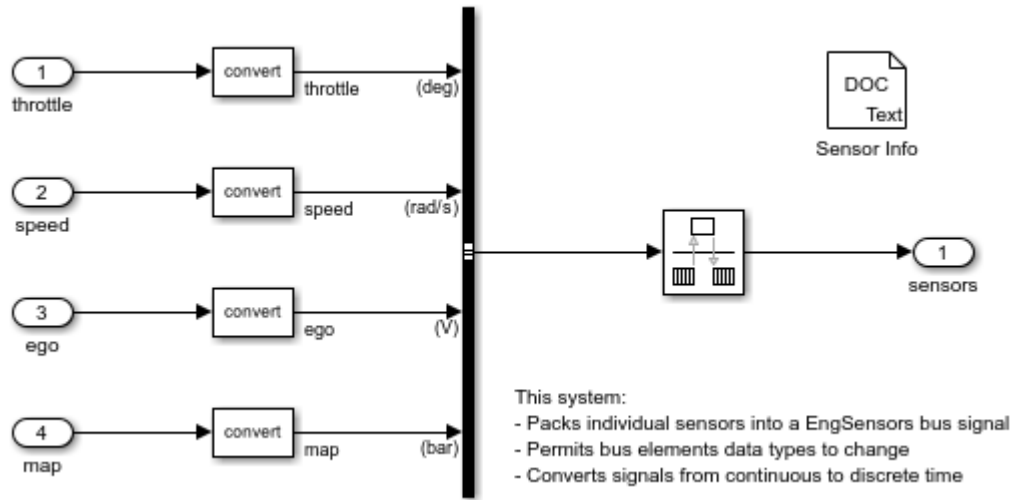 1
throttle
convert
throttle
(deg)
2
speed
convert
speed
(rad/s)
3
ego
convert
ego
(V)
4
map
convert
map
(bar)
DOC
Text
Sensor Info
1
sensors
This system:
- Packs individual sensors into a EngSensors bus signal
- Permits bus elements data types to change
- Converts signals from continuous to discrete time